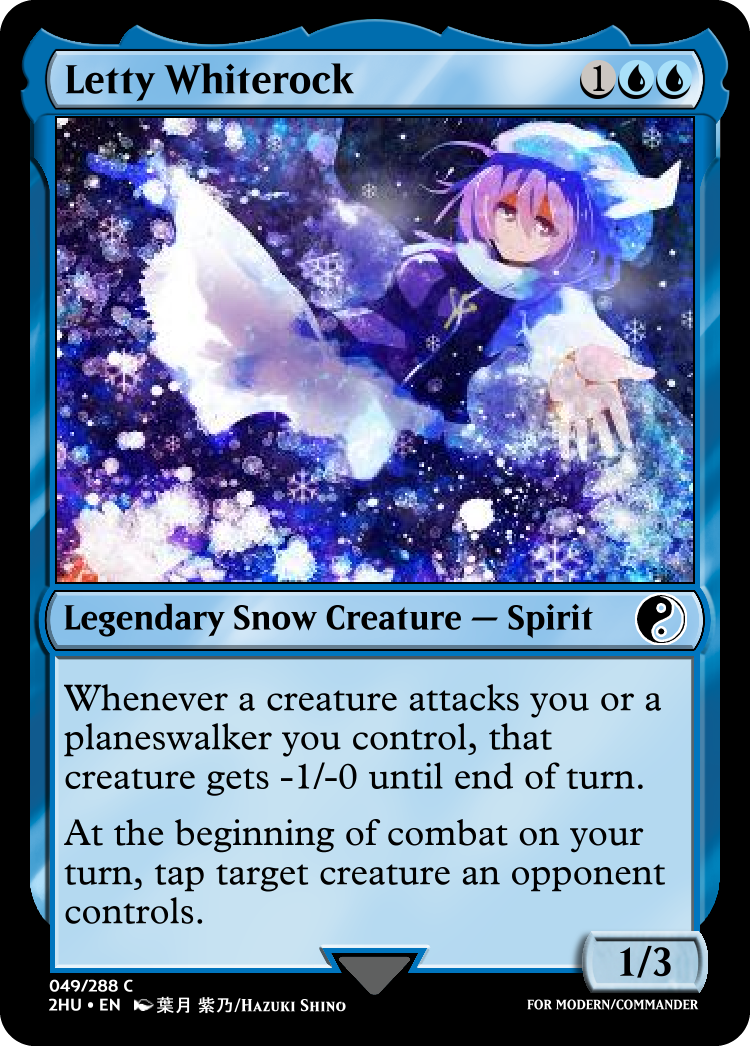 Letty Whiterock 1
Legendary Snow Creature — Spirit
Whenever a creature attacks you or a
planeswalker you control, that
creature gets -1/-0 until end of turn.
At the beginning of combat on your
turn, tap target creature an opponent
controls.
1/3
049/288 C
2HU • EN 葉月 紫乃/Hazuki Shino
FOR MODERN/COMMANDER